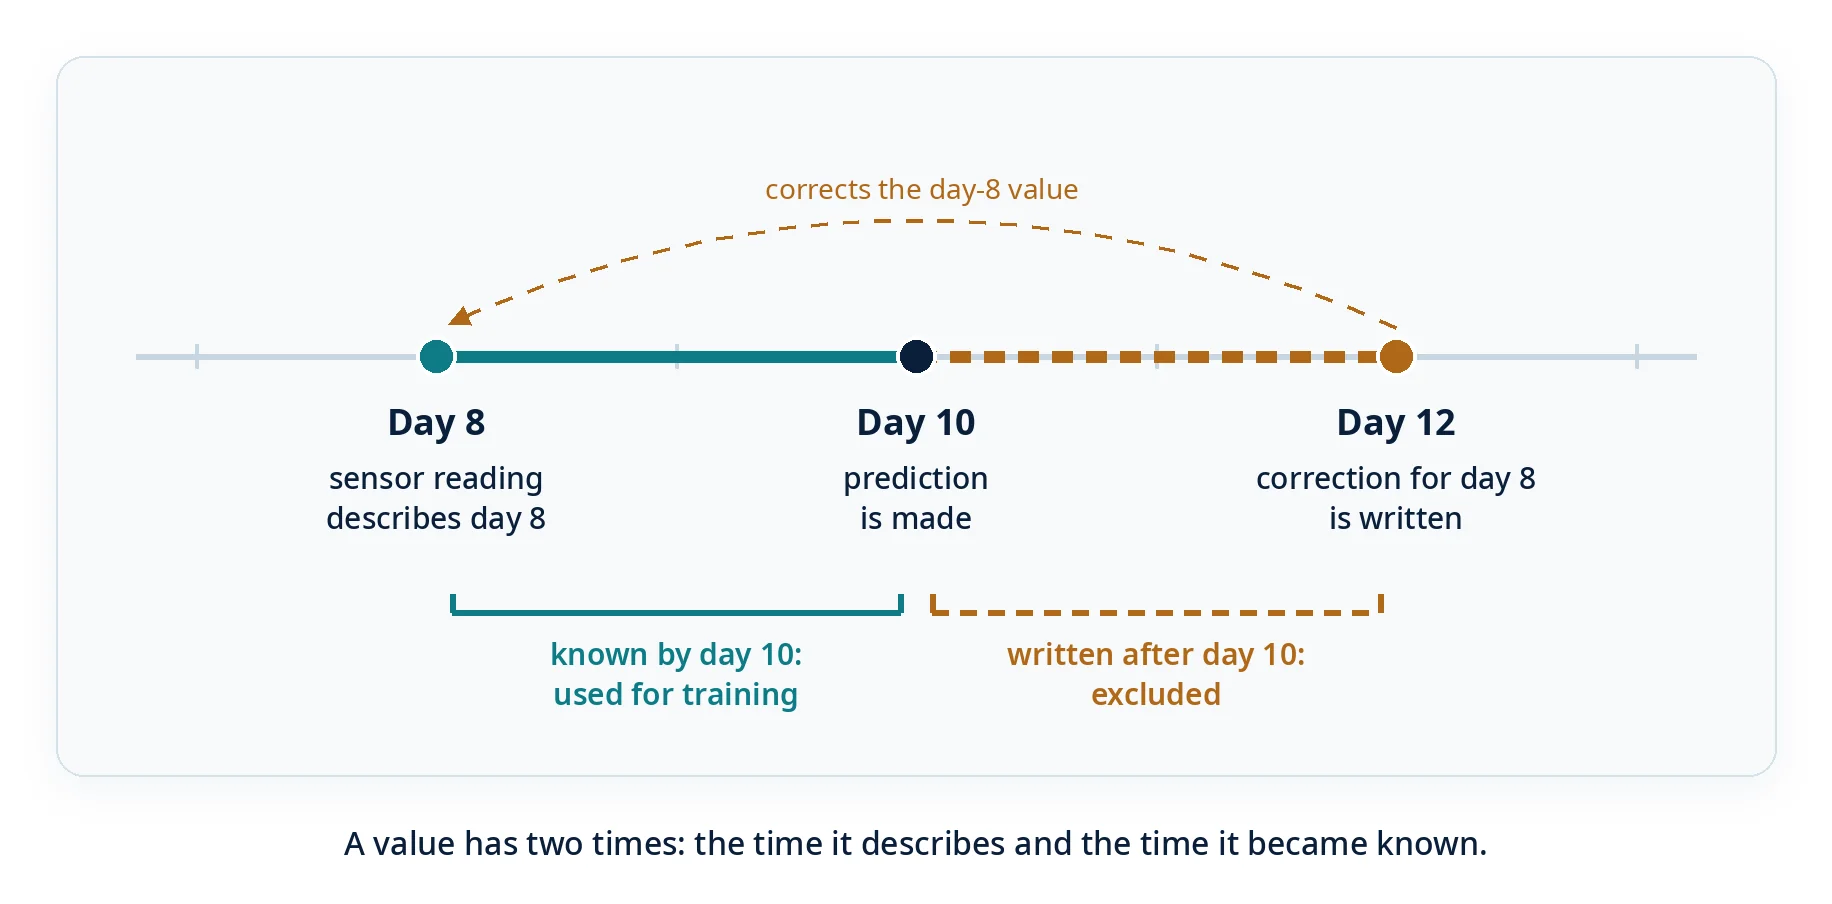 corrects the day-8 value
Day 8
sensor reading
describes day 8
Day 10
prediction
is made
Day 12
correction for day 8
is written
known by day 10:
used for training
written after day 10:
excluded
A value has two times: the time it describes and the time it became known.